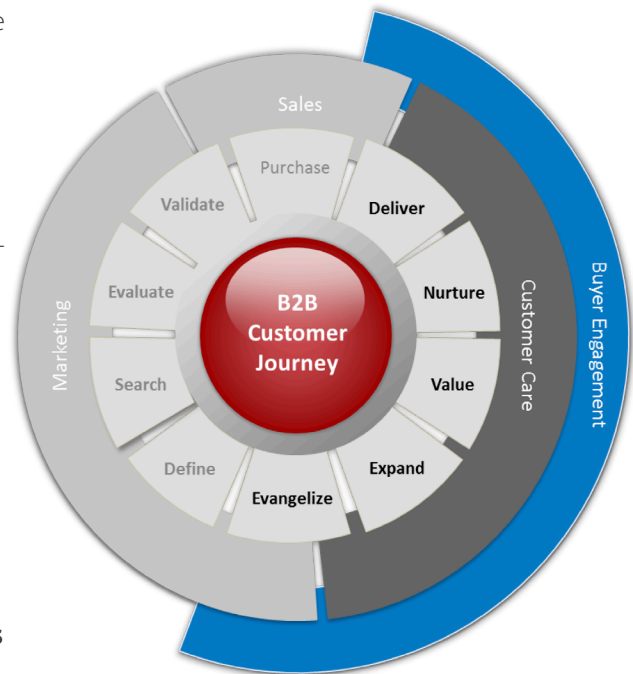 e
Sales
Purchase
Validate
Deliver
Evaluate
Nurture
B2B
Customer
Journey
Marketing
Customer Care
Buyer Engagement
Search
Value
Define
Expand
Evangelize
s